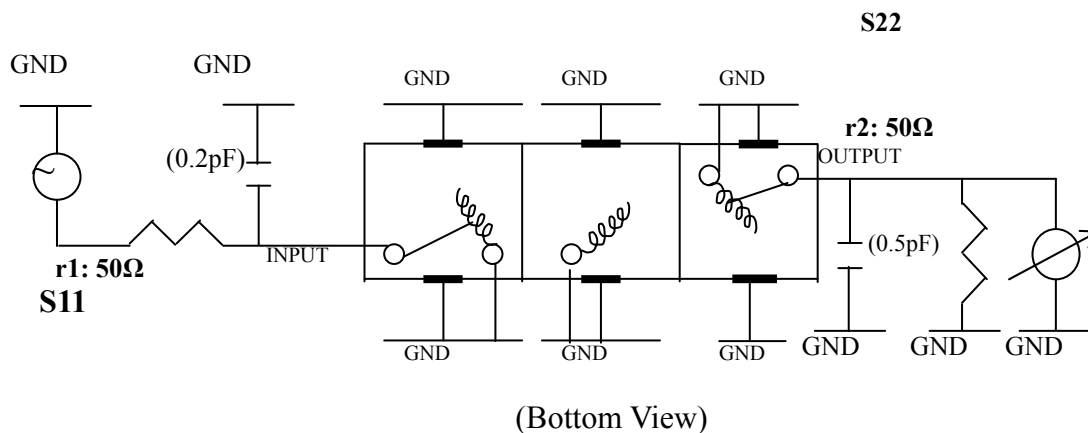 S22
GND
GND
GND
GND
GND
r2: 50Ω
(0.2pF)
OUTPUT
INPUT
(0.5pF)
r1: 50Ω
S11
GND
GND
GND
GND
GND
GND
(Bottom View)